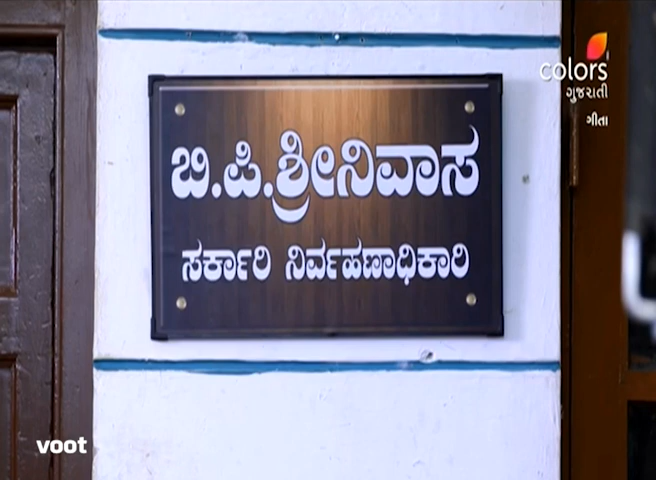 colors
ગુજરાતી
ગીતા
ಬಿ.ಪಿ.ಶ್ರೀನಿವಾಸ
ಸರ್ಕಾರಿ ನಿರ್ವಹಣಾಧಿಕಾರಿ
voot